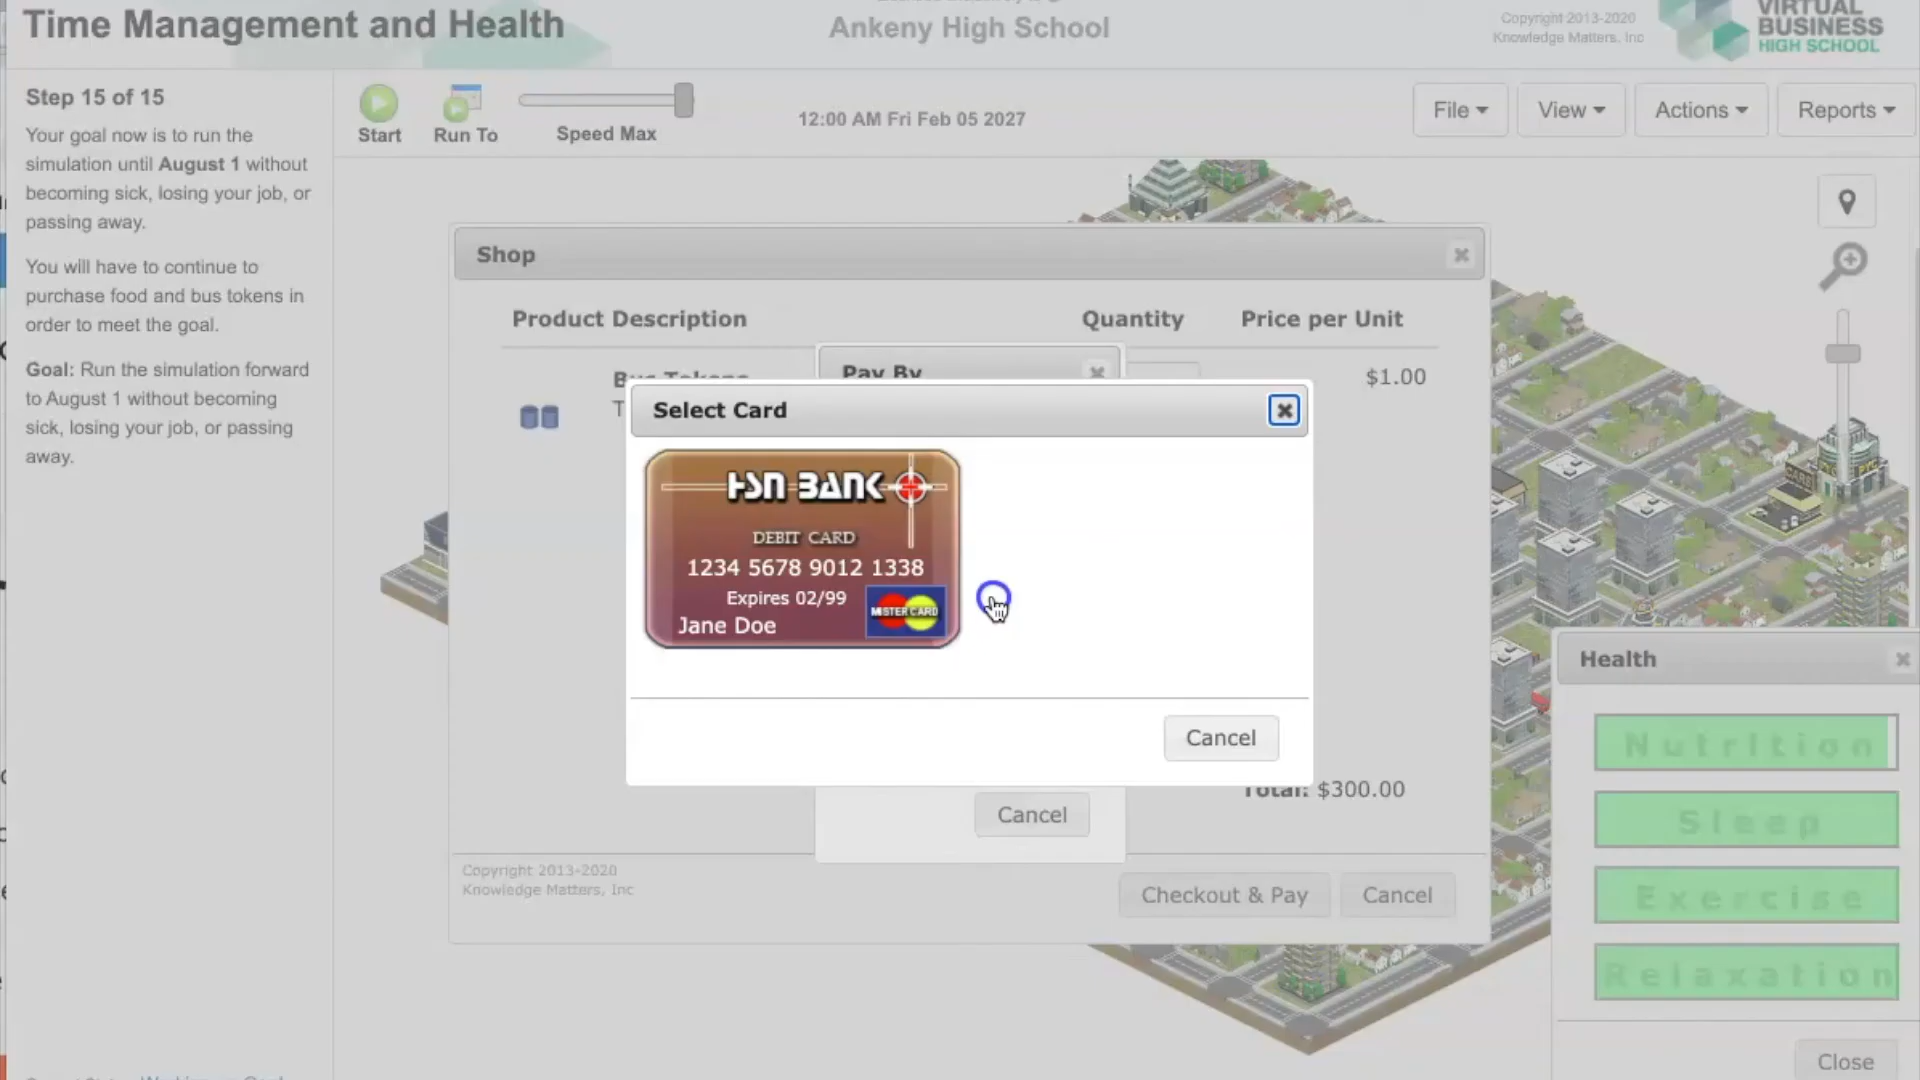 Time Management and Health
Ankeny High School
Copyright 2013-2020
Knowledge Matters, Inc
VIRTUAL
BUSINESS
HIGH SCHOOL
Step 15 of 15
Your goal now is to run the
simulation until August 1 without
becoming sick, losing your job, or
passing away.
You will have to continue to
purchase food and bus tokens in
order to meet the goal.
Goal: Run the simulation forward
to August 1 without becoming
sick, losing your job, or passing
away.
Start
Run To
Speed Max
12:00 AM Fri Feb 05 2027
File
View
Actions
Reports
Shop
Product Description
Quantity
Price per Unit
Bus Tokens
$1.00
Pay By
Select Card
HSN BANK
DEBIT CARD
1234 5678 9012 1338
Expires 02/99
MISTER CARD
Jane Doe
Cancel
Total: $300.00
Cancel
Copyright 2013-2020
Knowledge Matters, Inc
Checkout & Pay
Cancel
CARS
Health
Nutrition
Sleep
Exercise
Relaxation
Close